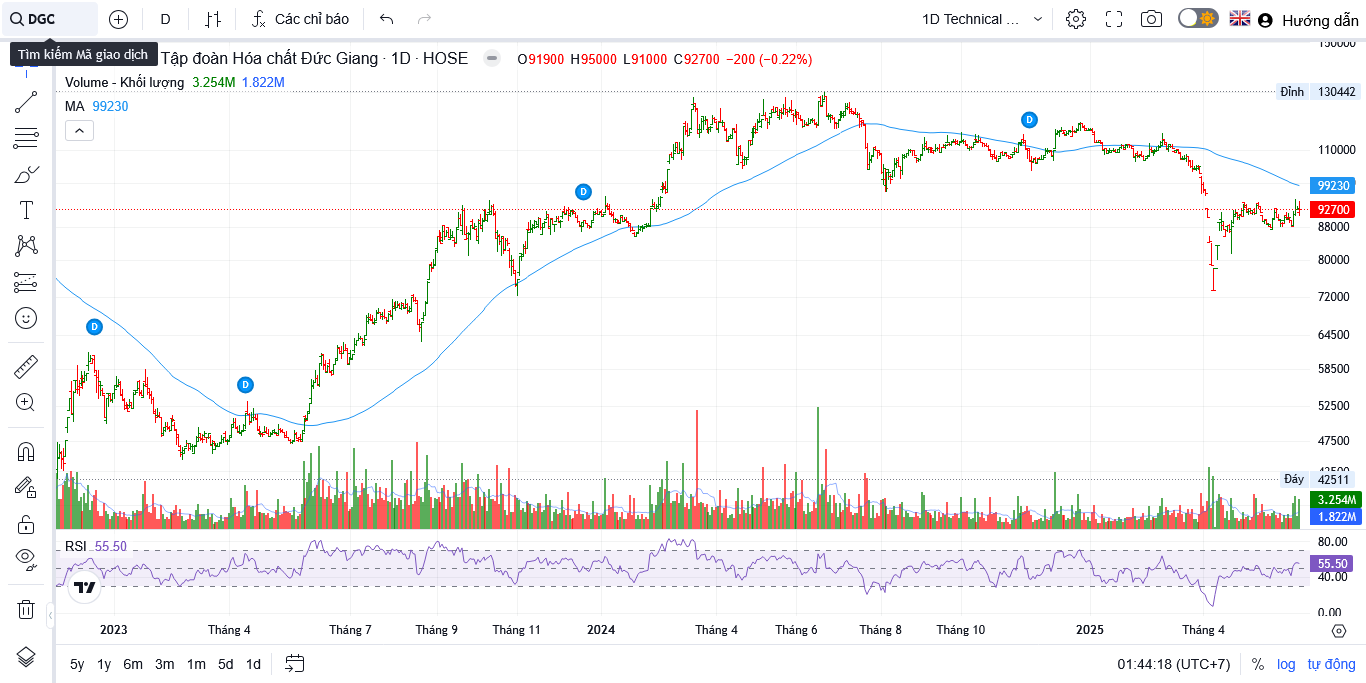 DGC
D
Các chỉ báo
1D Technical ...
Hướng dẫn
Tìm kiếm Mã giao dịch
Tập đoàn Hóa chất Đức Giang · 1D · HOSE
O91900 H95000 L91000 C92700 −200 (−0.22%)
Volume - Khối lượng 3.254M 1.822M
MA 99230
150000
Đỉnh 130442
110000
99230
92700
88000
80000
72000
64500
58500
52500
47500
42500
Đáy 42511
3.254M
1.822M
D
D
D
D
RSI 55.50
80.00
55.50
40.00
0.00
2023 Tháng 4 Tháng 7 Tháng 9 Tháng 11 2024 Tháng 4 Tháng 6 Tháng 8 Tháng 10 2025 Tháng 4
5y 1y 6m 3m 1m 5d 1d
01:44:18 (UTC+7) % log tự động